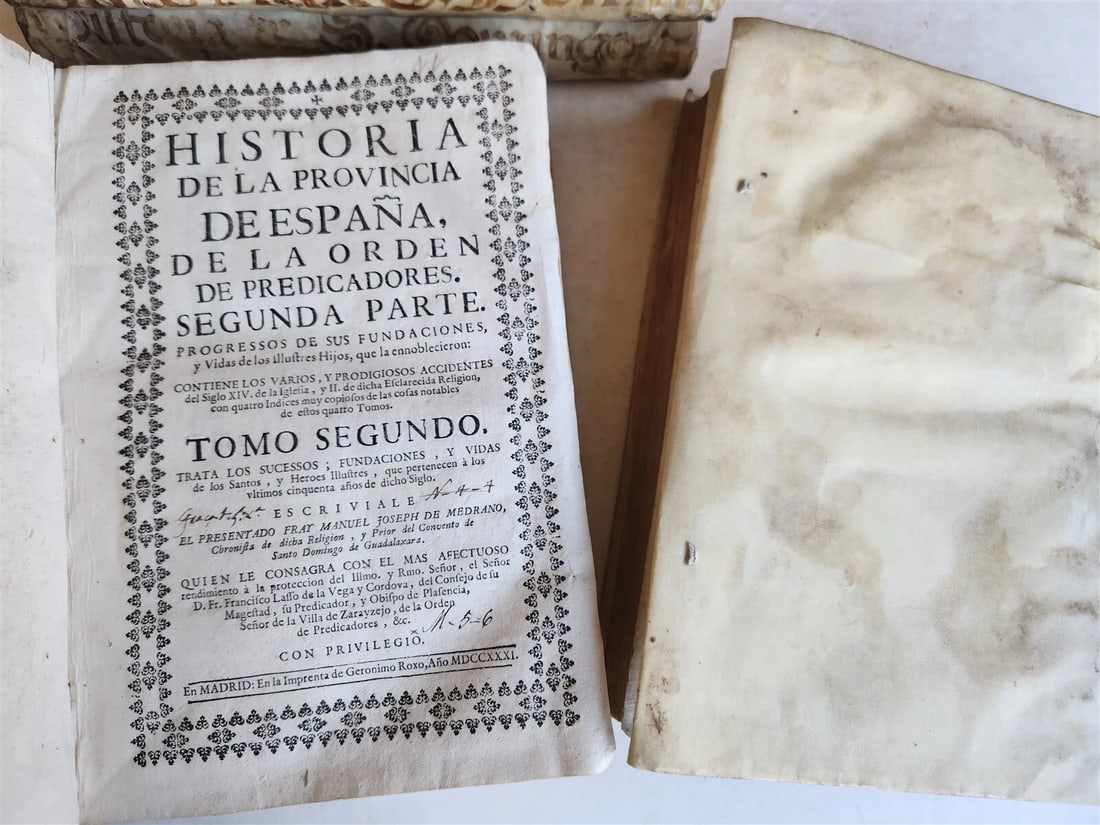 S. Domingo
HISTORIA
DE LA PROVINCIA
DE ESPAÑA,
DE LA ORDEN
DE PREDICADORES.
SEGUNDA PARTE.
PROGRESSOS DE SUS FUNDACIONES,
y Vidas de los Illuſtres Hijos, que la ennoblecieron:
CONTIENE LOS VARIOS, Y PRODIGIOSOS ACCIDENTES
del Siglo XIV. de la Igleſia, y II. de dicha Eſclarecida Religion,
con quatro Indices muy copioſos de las coſas notables
de eſtos quatro Tomos.
TOMO SEGUNDO.
TRATA LOS SUCESSOS; FUNDACIONES, Y VIDAS
de los Santos, y Heroes Illuſtres, que pertenecen à los
vltimos cinquenta años de dicho Siglo.
ESCRIVIALE N-4-4
EL PRESENTADO FRAY MANUEL JOSEPH DE MEDRANO,
Chroniſta de dicha Religion, y Prior del Convento de
Santo Domingo de Guadalaxara.
QUIEN LE CONSAGRA CON EL MAS AFECTUOSO
rendimiento à la proteccion del Illmo. y Rmo. Señor, el Señor
D. Fr. Franciſco Laſſo de la Vega y Cordova, del Conſejo de ſu
Mageſtad, ſu Predicador, y Obiſpo de Plaſencia,
Señor de la Villa de Zarayzejo, de la Orden
de Predicadores, &c. M-5-6
CON PRIVILEGIO.
En MADRID: En la Imprenta de Geronimo Roxo, Año MDCCXXXI.